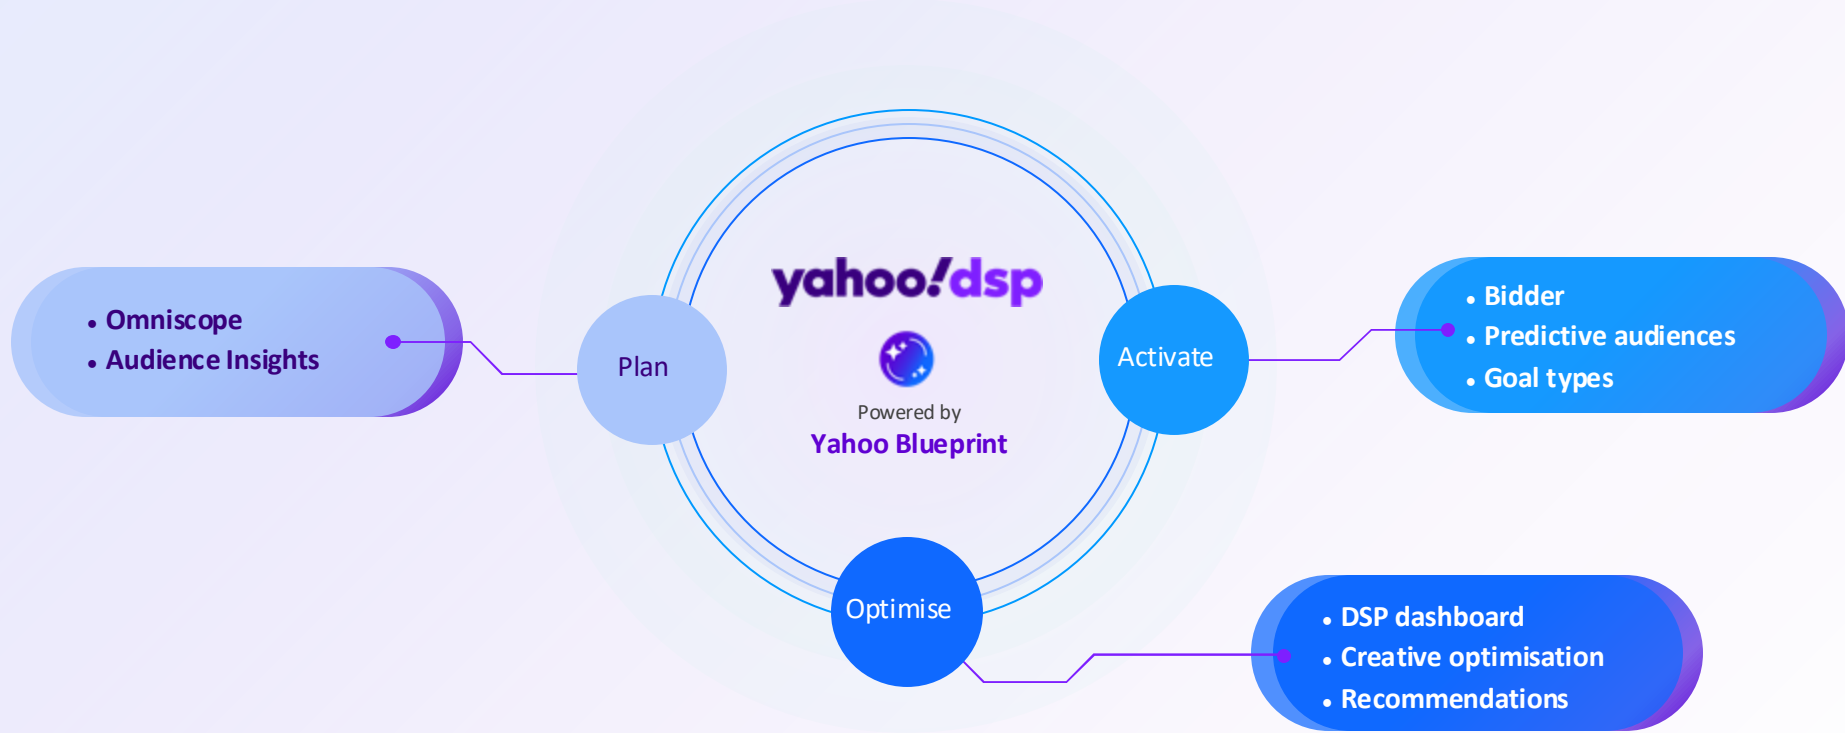 yahoo!dsp
Powered by
Yahoo Blueprint
Plan
• Omniscope
• Audience Insights
Activate
• Bidder
• Predictive audiences
• Goal types
Optimise
• DSP dashboard
• Creative optimisation
• Recommendations